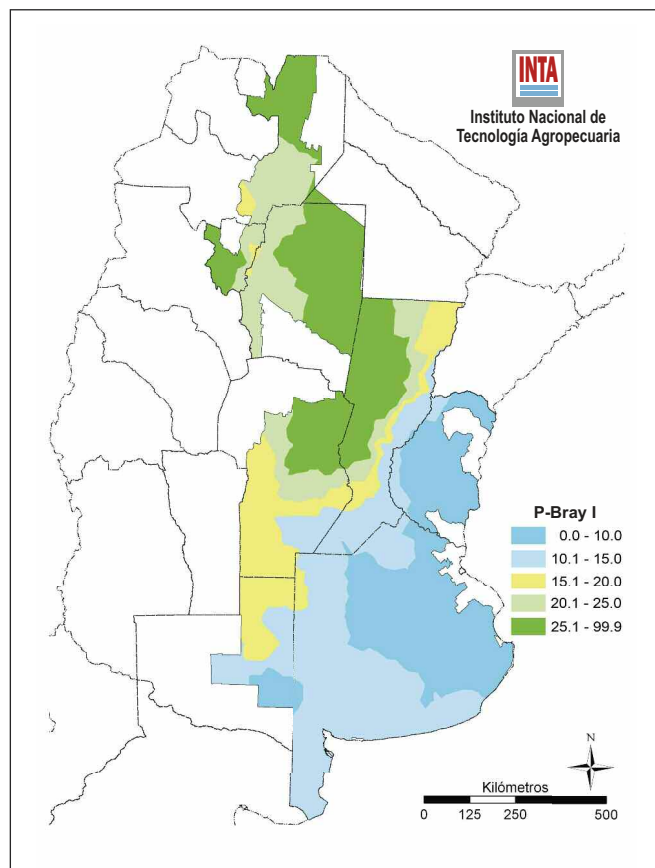 INTA
Instituto Nacional de
Tecnología Agropecuaria
P-Bray I
0.0 - 10.0
10.1 - 15.0
15.1 - 20.0
20.1 - 25.0
25.1 - 99.9
N
Kilómetros
0 125 250 500